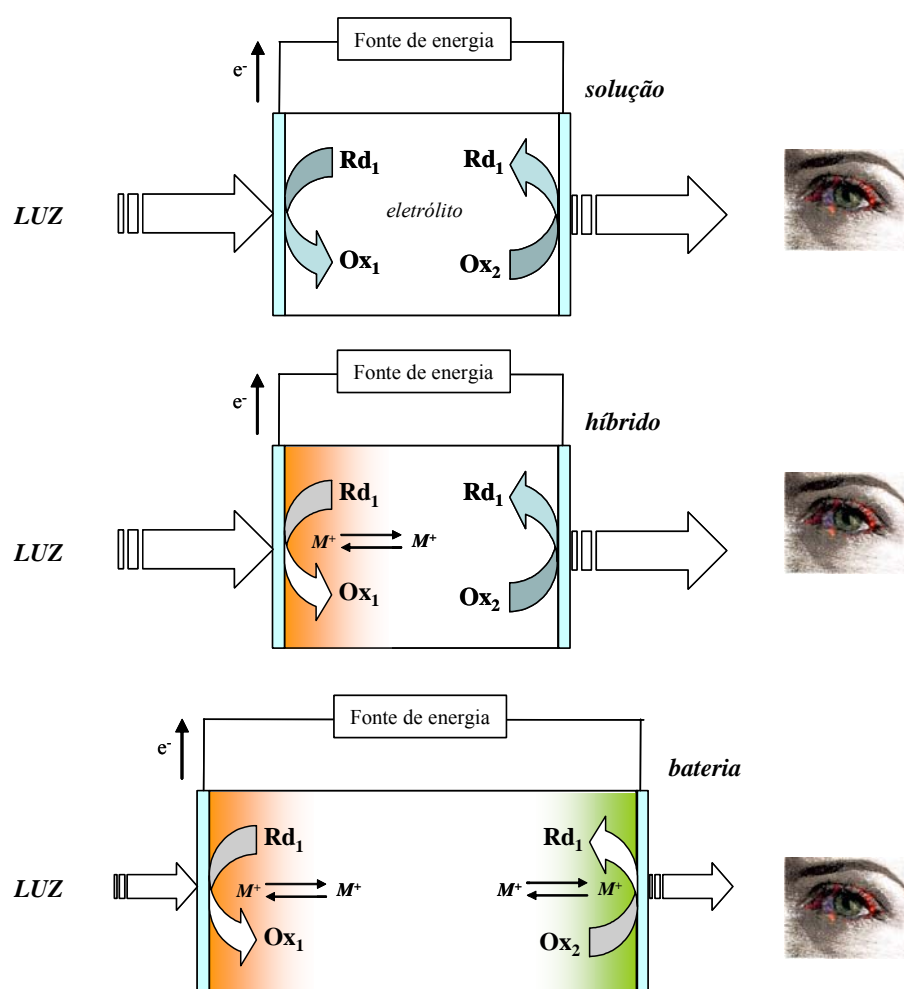 Fonte de energia
e-
solução
Rd1 Rd1
LUZ eletrólito
Ox1 Ox2
Fonte de energia
e-
híbrido
Rd1 Rd1
LUZ M+ M+
Ox1 Ox2
Fonte de energia
e-
bateria
Rd1 Rd1
LUZ M+ M+ M+ M+
Ox1 Ox2